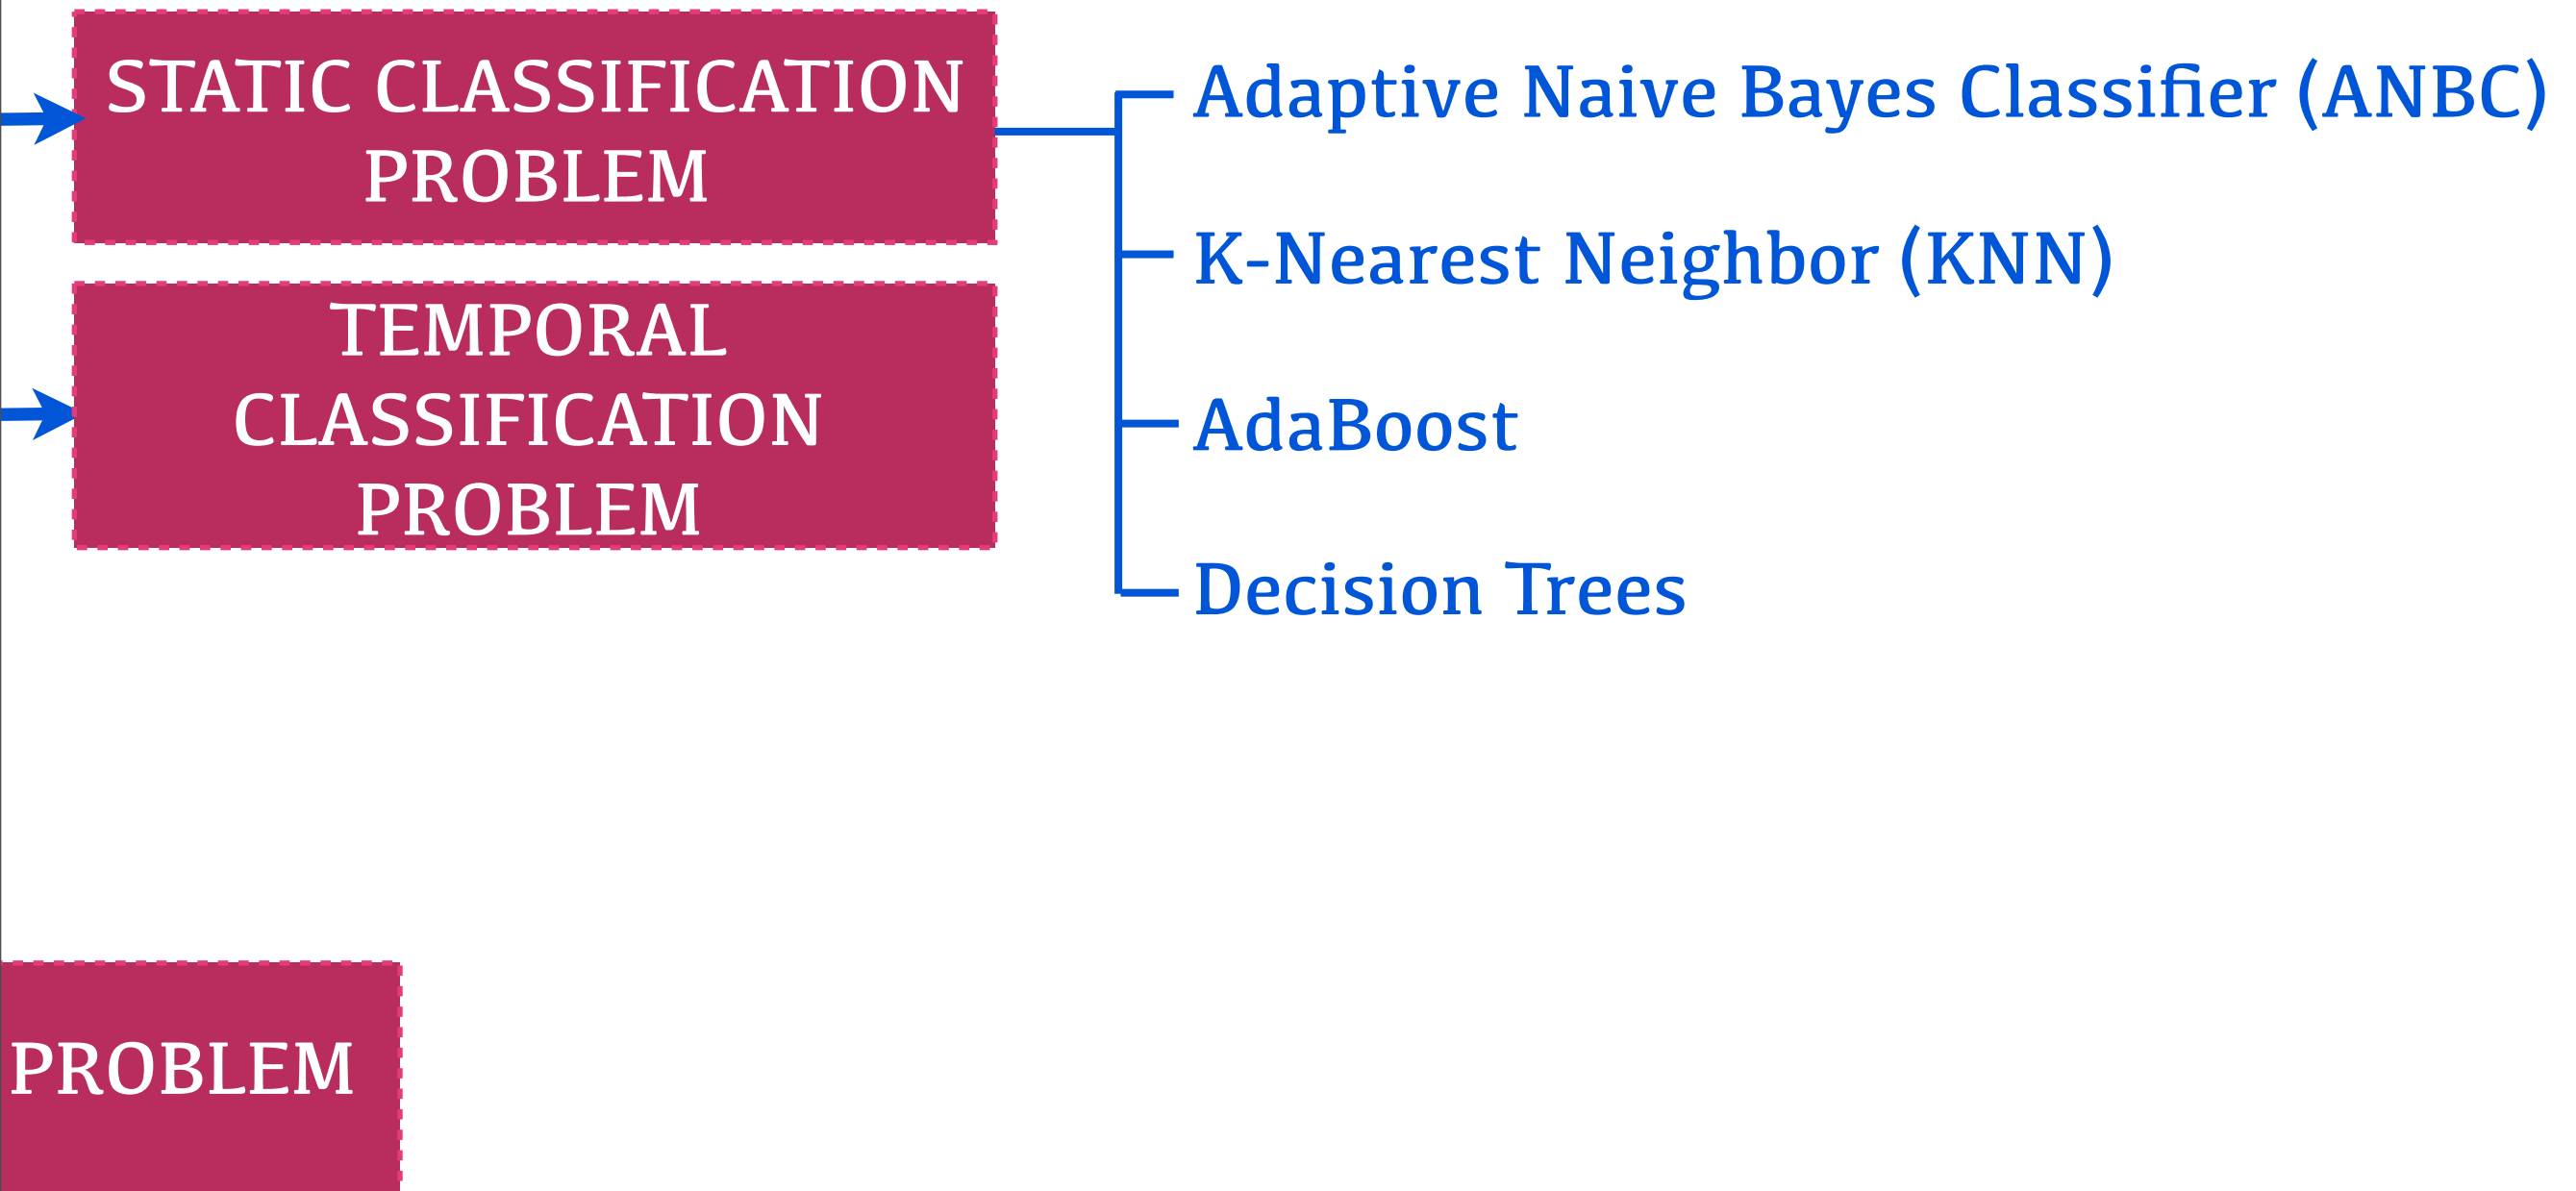 STATIC CLASSIFICATION
PROBLEM
Adaptive Naive Bayes Classifier (ANBC)
K-Nearest Neighbor (KNN)
AdaBoost
Decision Trees
TEMPORAL
CLASSIFICATION
PROBLEM
PROBLEM